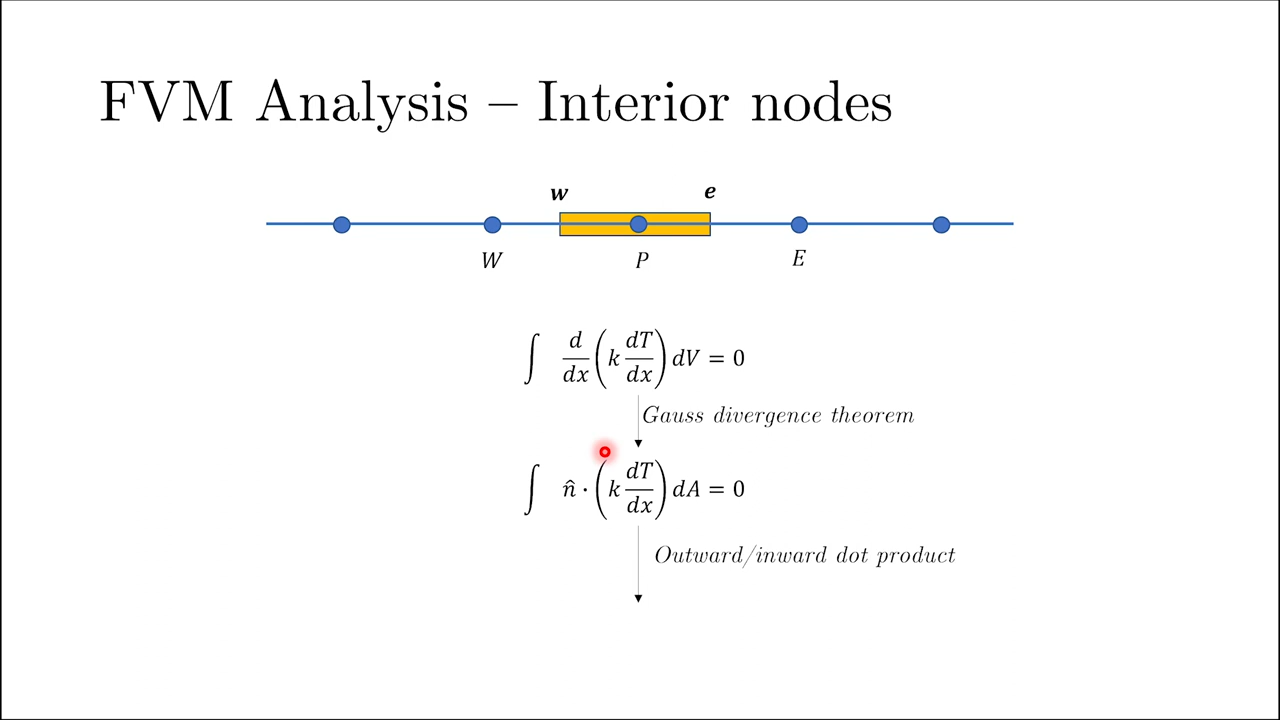 FVM Analysis – Interior nodes
w e
W P E
∫ d/dx (k dT/dx) dV = 0
Gauss divergence theorem
∫ n̂ · (k dT/dx) dA = 0
Outward/inward dot product